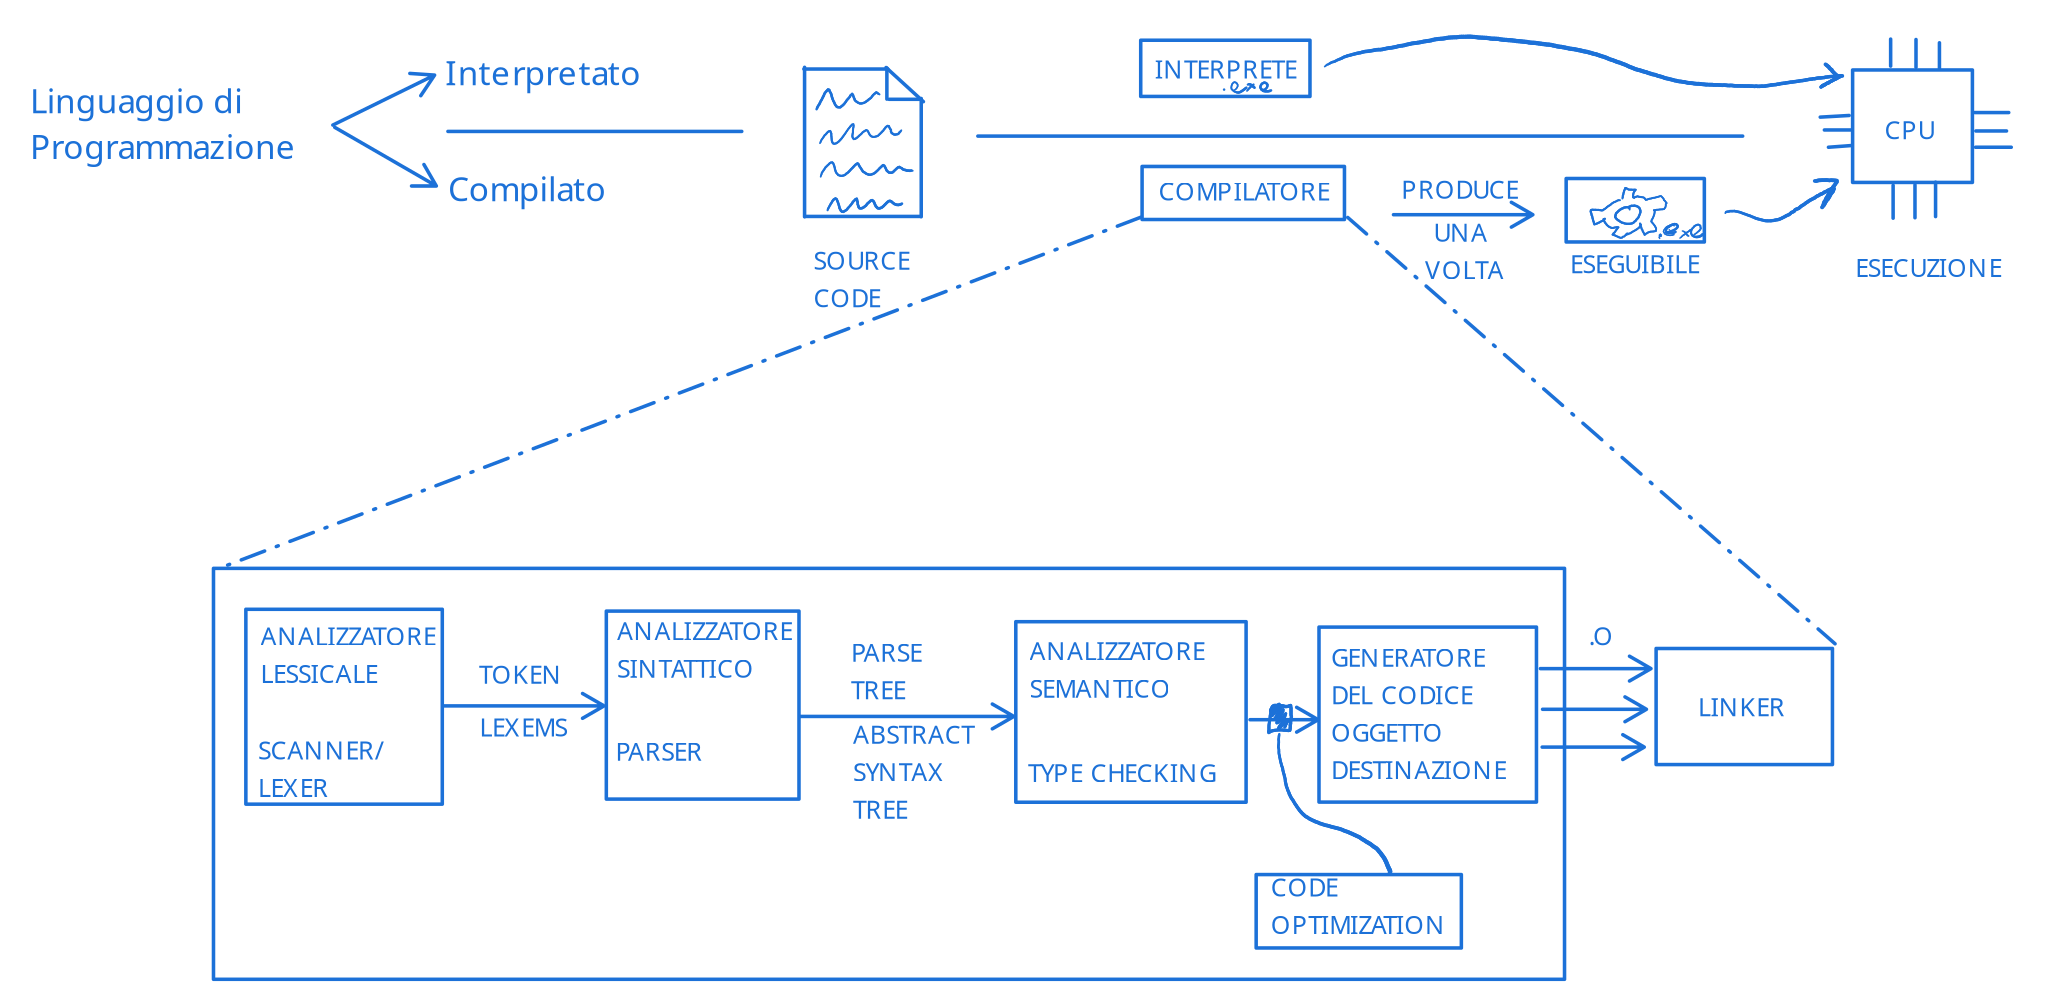 Linguaggio di
Programmazione
Interpretato
Compilato
SOURCE
CODE
INTERPRETE
.exe
COMPILATORE
PRODUCE
UNA
VOLTA
.exe
ESEGUIBILE
CPU
ESECUZIONE
ANALIZZATORE
LESSICALE
SCANNER/
LEXER
TOKEN
LEXEMS
ANALIZZATORE
SINTATTICO
PARSER
PARSE
TREE
ABSTRACT
SYNTAX
TREE
ANALIZZATORE
SEMANTICO
TYPE CHECKING
GENERATORE
DEL CODICE
OGGETTO
DESTINAZIONE
CODE
OPTIMIZATION
.O
LINKER